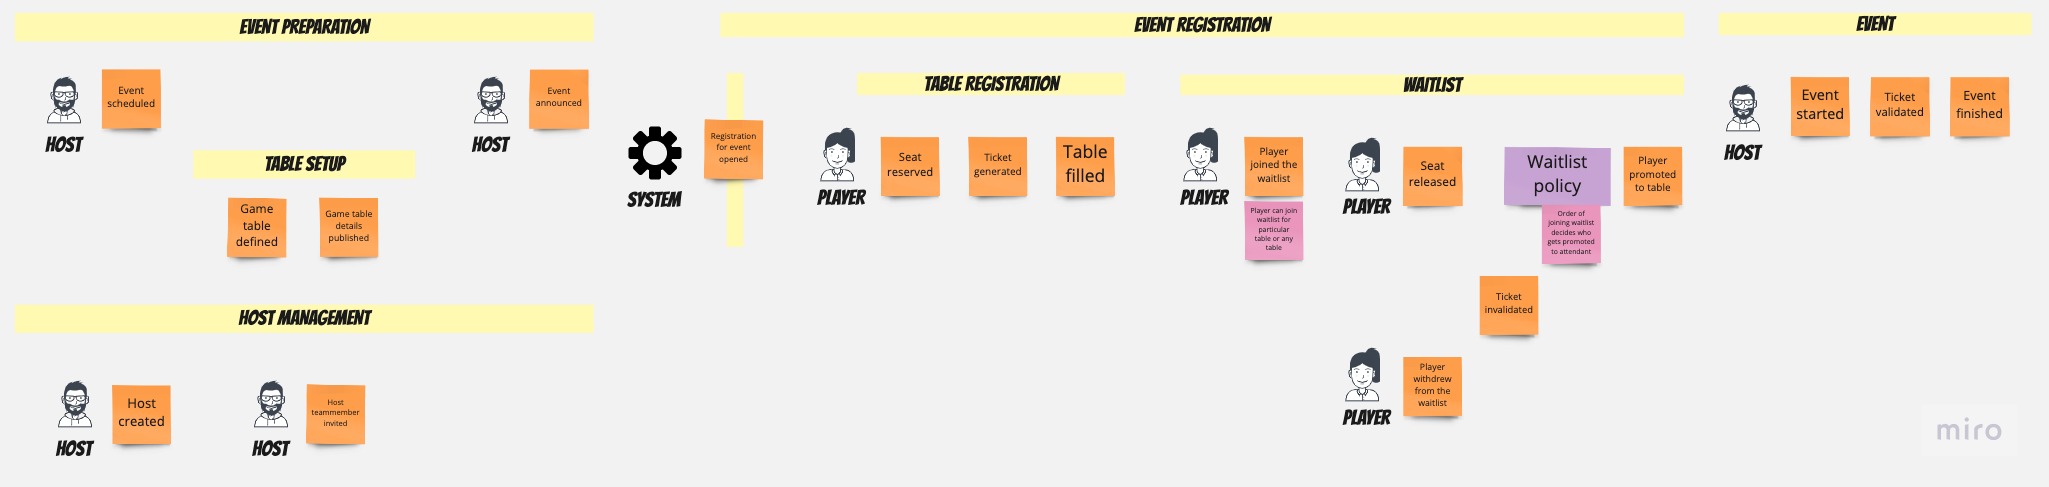 EVENT PREPARATION
HOST
Event
scheduled
HOST
Event
announced
TABLE SETUP
Game
table
defined
Game table
details
published
HOST MANAGEMENT
HOST
Host
created
HOST
Host
teammember
invited
EVENT REGISTRATION
SYSTEM
Registration
for event
opened
TABLE REGISTRATION
PLAYER
Seat
reserved
Ticket
generated
Table
filled
WAITLIST
PLAYER
Player
joined the
waitlist
Player can join
waitlist for
particular
table or any
table
PLAYER
Seat
released
Waitlist
policy
Order of
joining waitlist
decides who
gets promoted
to attendant
Player
promoted
to table
Ticket
invalidated
PLAYER
Player
withdrew
from the
waitlist
EVENT
HOST
Event
started
Ticket
validated
Event
finished
miro